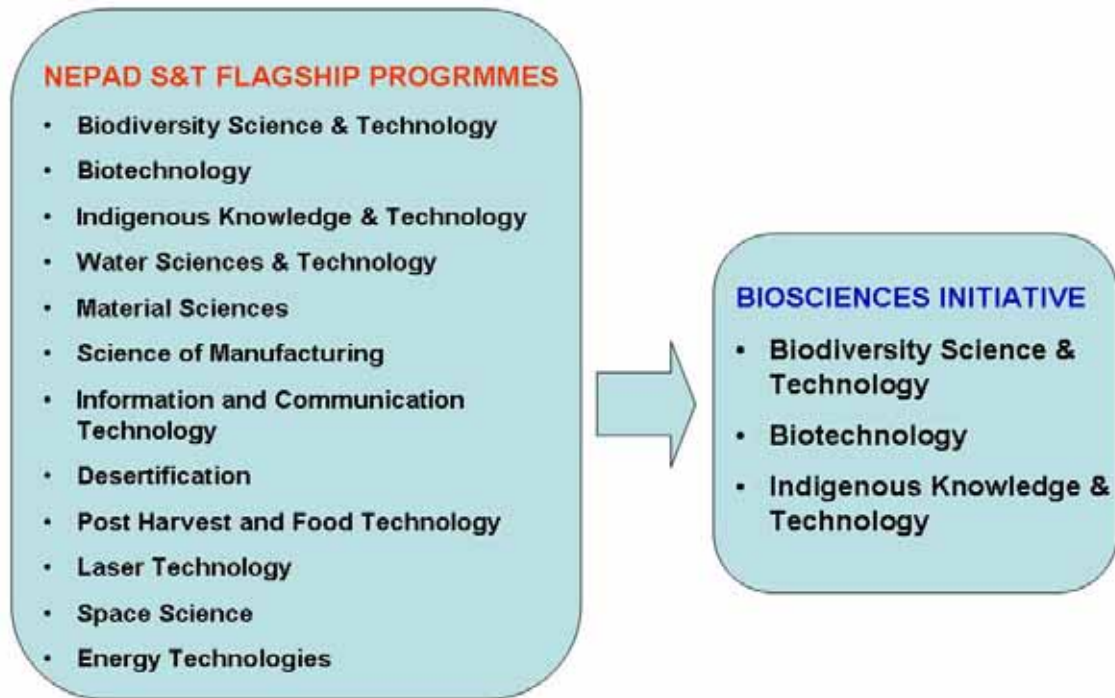 NEPAD S&T FLAGSHIP PROGRMMES
• Biodiversity Science & Technology
• Biotechnology
• Indigenous Knowledge & Technology
• Water Sciences & Technology
• Material Sciences
• Science of Manufacturing
• Information and Communication
Technology
• Desertification
• Post Harvest and Food Technology
• Laser Technology
• Space Science
• Energy Technologies
BIOSCIENCES INITIATIVE
• Biodiversity Science &
Technology
• Biotechnology
• Indigenous Knowledge &
Technology